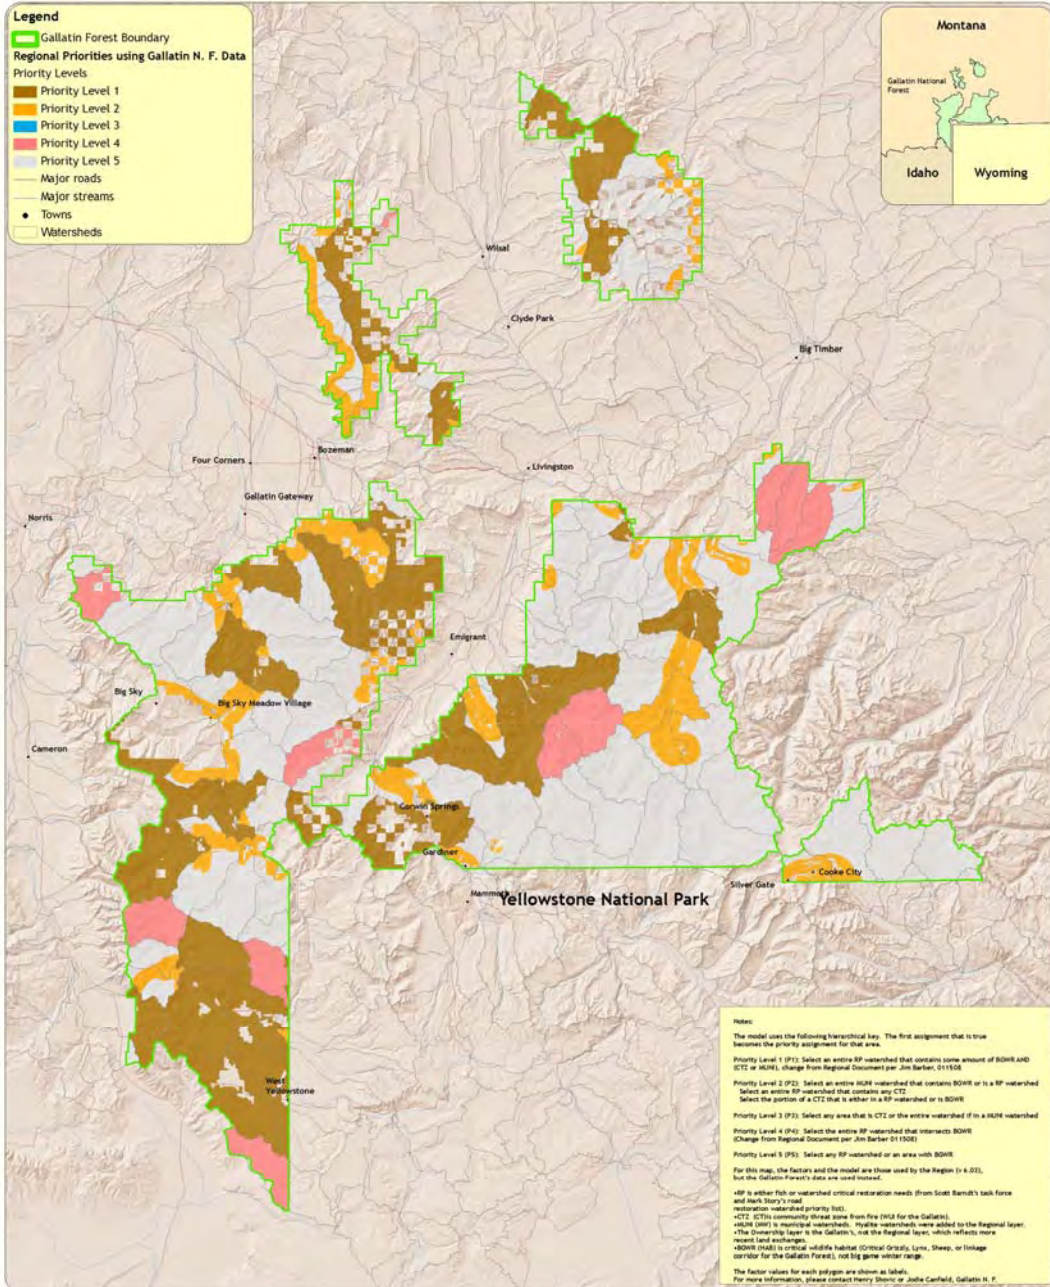 Legend
Gallatin Forest Boundary
Regional Priorities using Gallatin N. F. Data
Priority Levels
Priority Level 1
Priority Level 2
Priority Level 3
Priority Level 4
Priority Level 5
Major roads
Major streams
Towns
Watersheds
Montana
Gallatin National
Forest
Idaho
Wyoming
Wilsal
Clyde Park
Big Timber
Bozeman
Four Corners
Livingston
Gallatin Gateway
Norris
Emigrant
Big Sky
Big Sky Meadow Village
Cameron
Corwin Springs
Gardiner
Cooke City
Silver Gate
Mammoth
Yellowstone National Park
West
Yellowstone
Notes:
The model uses the following hierarchical key. The first assignment that is true
becomes the priority assignment for that area.
Priority Level 1 (P1): Select an entire RP watershed that contains some amount of BGWR AND
(CTZ or MUNI), change from Regional Document per Jim Barber, 011508
Priority Level 2 (P2): Select an entire MUNI watershed that contains BGWR or is a RP watershed
Select an entire RP watershed that contains any CTZ
Select the portion of a CTZ that is either in a RP watershed or is BGWR
Priority Level 3 (P3): Select any area that is CTZ or the entire watershed if in a MUNI watershed
Priority Level 4 (P4): Select the entire RP watershed that intersects BGWR
(Change from Regional Document per Jim Barber 011508)
Priority Level 5 (P5): Select any RP watershed or an area with BGWR
For this map, the factors and the model are those used by the Region (v 6.03),
but the Gallatin Forest's data are used instead.
•RP is either fish or watershed critical restoration needs (from Scott Barndt's task force
and Mark Story's road
restoration watershed priority list).
•CTZ (CT)is community threat zone from fire (WUI for the Gallatin).
•MUNI (MW) is municipal watersheds. Hyalite watersheds were added to the Regional layer.
•The Ownership layer is the Gallatin's, not the Regional layer, which reflects more
recent land exchanges.
•BGWR (HAB) is critical wildlife habitat (Critical Grizzly, Lynx, Sheep, or linkage
corridor for the Gallatin Forest), not big game winter range.
The factor values for each polygon are shown as labels.
For more information, please contact Henry Shovic or Jodie Canfield, Gallatin N. F.